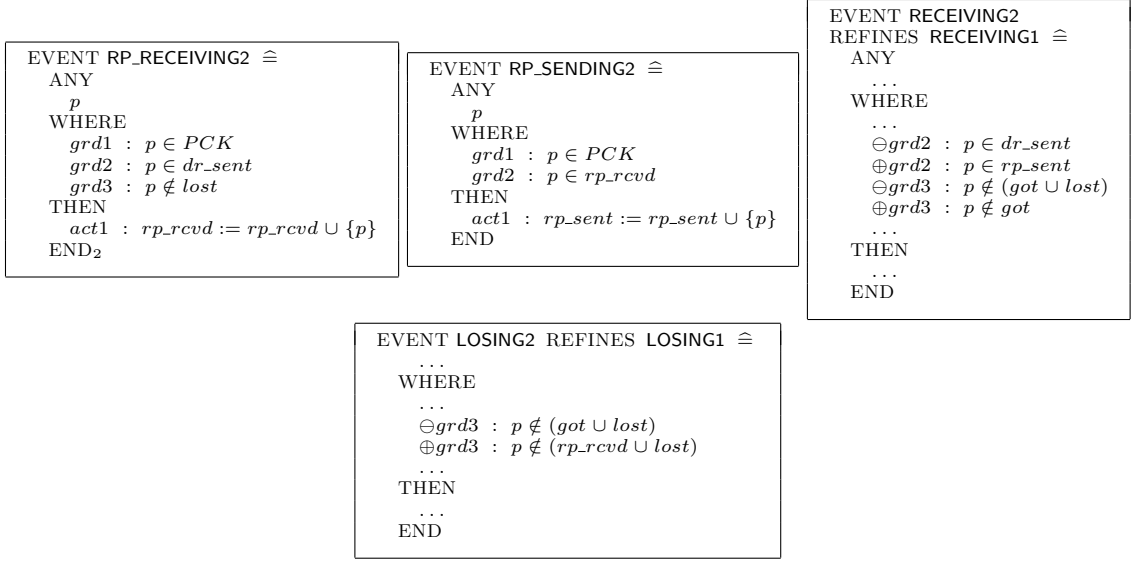 EVENT RP_RECEIVING2 ≙
ANY
p
WHERE
grd1 : p ∈ PCK
grd2 : p ∈ dr_sent
grd3 : p ∉ lost
THEN
act1 : rp_rcvd := rp_rcvd ∪ {p}
END₂
EVENT RP_SENDING2 ≙
ANY
p
WHERE
grd1 : p ∈ PCK
grd2 : p ∈ rp_rcvd
THEN
act1 : rp_sent := rp_sent ∪ {p}
END
EVENT RECEIVING2
REFINES RECEIVING1 ≙
ANY
...
WHERE
...
⊖grd2 : p ∈ dr_sent
⊕grd2 : p ∈ rp_sent
⊖grd3 : p ∉ (got ∪ lost)
⊕grd3 : p ∉ got
...
THEN
...
END
EVENT LOSING2 REFINES LOSING1 ≙
...
WHERE
...
⊖grd3 : p ∉ (got ∪ lost)
⊕grd3 : p ∉ (rp_rcvd ∪ lost)
...
THEN
...
END